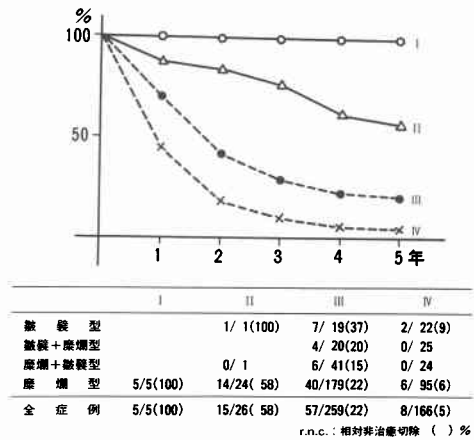 %
100
I
II
50
III
IV
1 2 3 4 5 年
I II III IV
皺襞型 1/ 1(100) 7/ 19(37) 2/ 22(9)
皺襞+糜爛型 4/ 20(20) 0/ 25
糜爛+皺襞型 0/ 1 6/ 41(15) 0/ 24
糜爛型 5/5(100) 14/24( 58) 40/179(22) 6/ 95(6)
全症例 5/5(100) 15/26( 58) 57/259(22) 8/166(5)
r.n.c.:相対非治癒切除 ( ) %